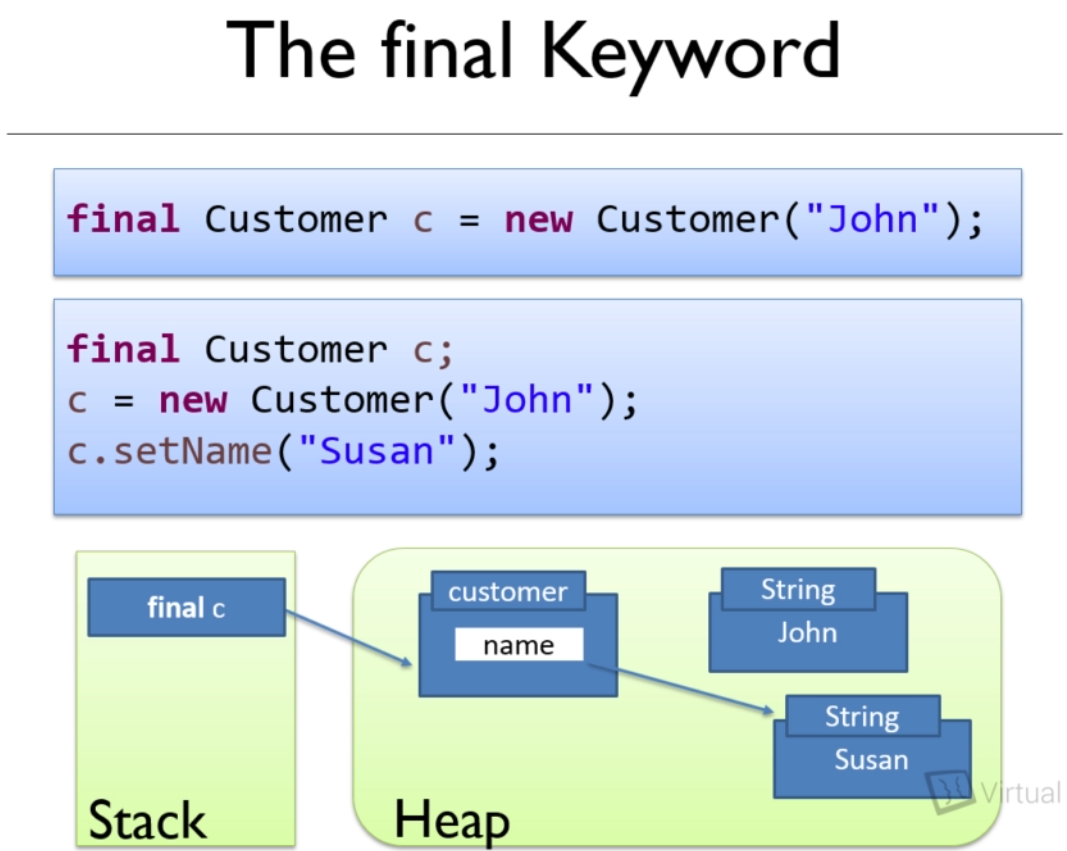 The final Keyword
final Customer c = new Customer("John");
final Customer c;
c = new Customer("John");
c.setName("Susan");
final c
customer
name
String
John
String
Susan
Stack
Heap
Virtual